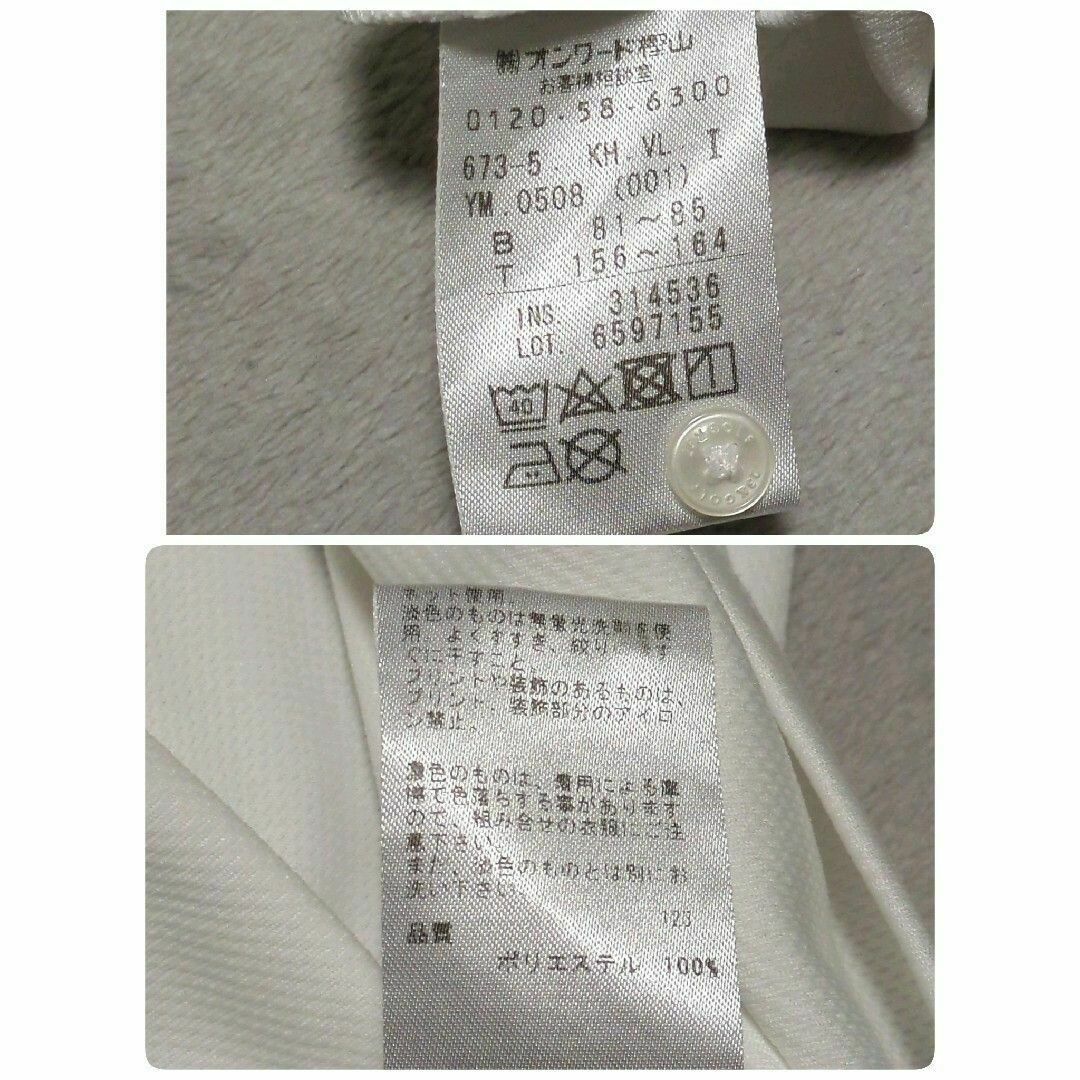 ㈱オンワード樫山
お客様相談室
0120・58・6300
673-5 KH VL I
YM.0508 (001)
B 81〜85
T 156〜164
INS. 314536
LOT. 6597155
40
ネット使用
淡色のものは無蛍光洗剤を使
用、よくすすぎ、絞り
ぐに干すこと。
プリントや装飾のあるものは、
プリント、装飾部分のアイロ
ン禁止。
濃色のものは、着用による摩
擦で色落ちする事があります
ので、組み合せの衣服にご注
意下さい。
また、淡色のものとは別にお
洗い下さい。
123
品質
ポリエステル 100%